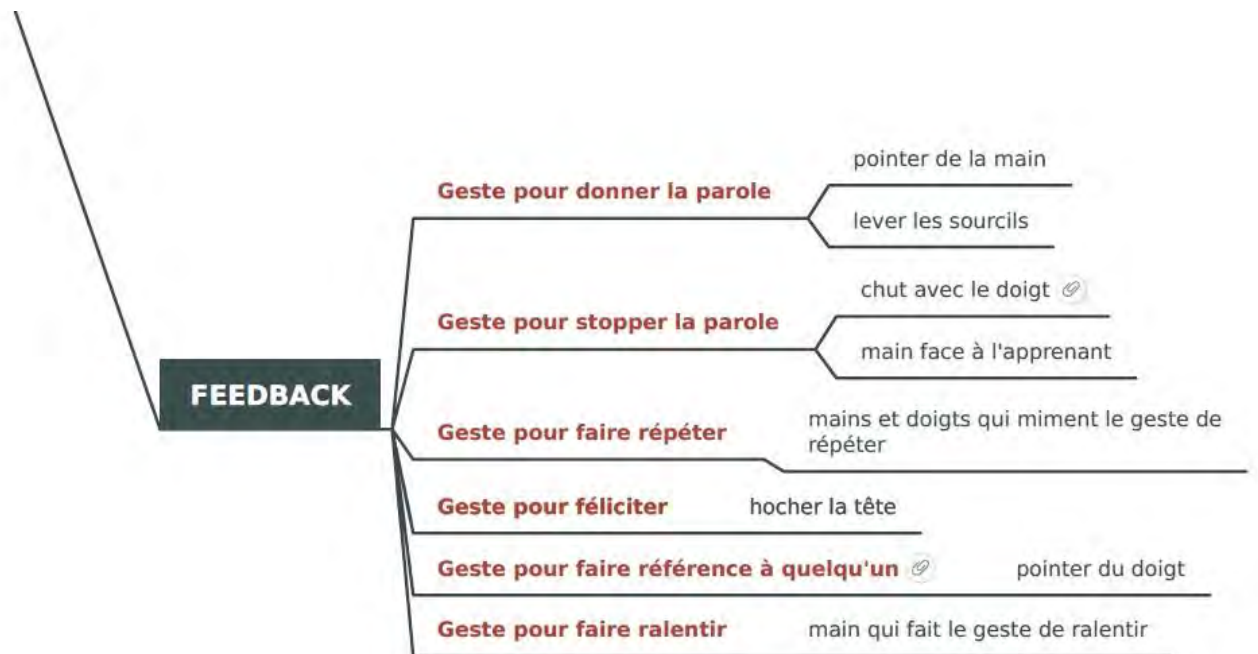 pointer de la main
Geste pour donner la parole
lever les sourcils
chut avec le doigt
Geste pour stopper la parole
main face à l'apprenant
FEEDBACK
Geste pour faire répéter
mains et doigts qui miment le geste de
répéter
Geste pour féliciter
hocher la tête
Geste pour faire référence à quelqu'un
pointer du doigt
Geste pour faire ralentir
main qui fait le geste de ralentir